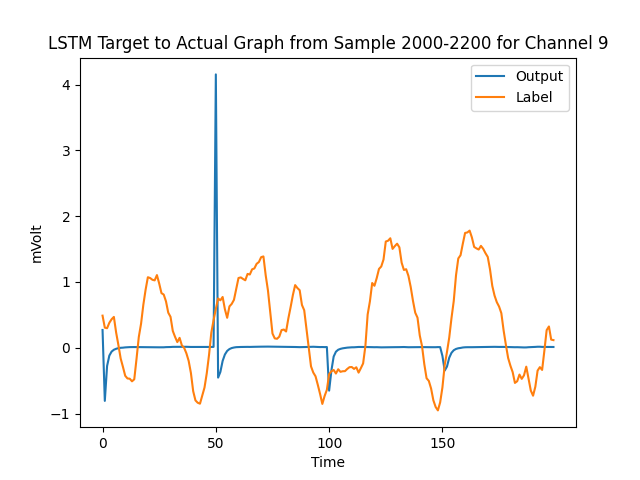 LSTM Target to Actual Graph from Sample 2000-2200 for Channel 9
Output
Label
4
3
2
1
0
−1
mVolt
0 50 100 150
Time